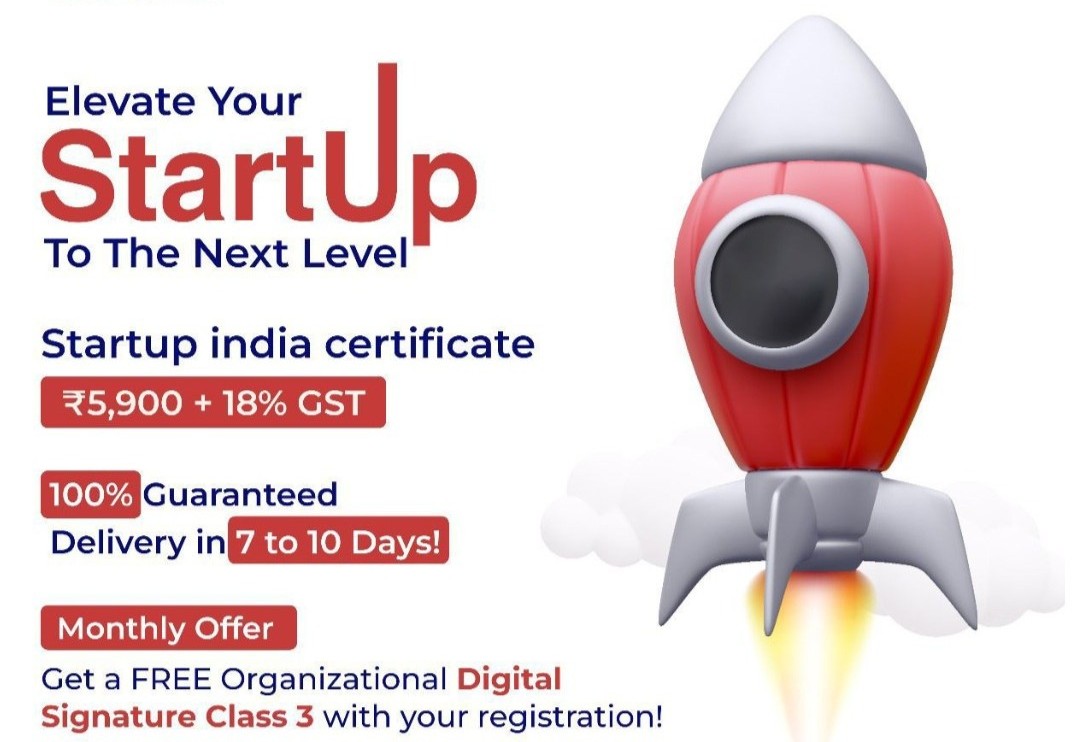 Elevate Your
StartUp
To The Next Level
Startup india certificate
₹5,900 + 18% GST
100% Guaranteed
Delivery in 7 to 10 Days!
Monthly Offer
Get a FREE Organizational Digital
Signature Class 3 with your registration!